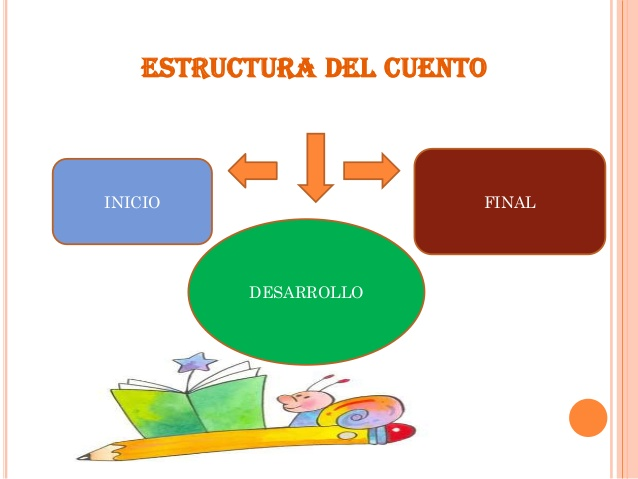 ESTRUCTURA DEL CUENTO
INICIO
FINAL
DESARROLLO